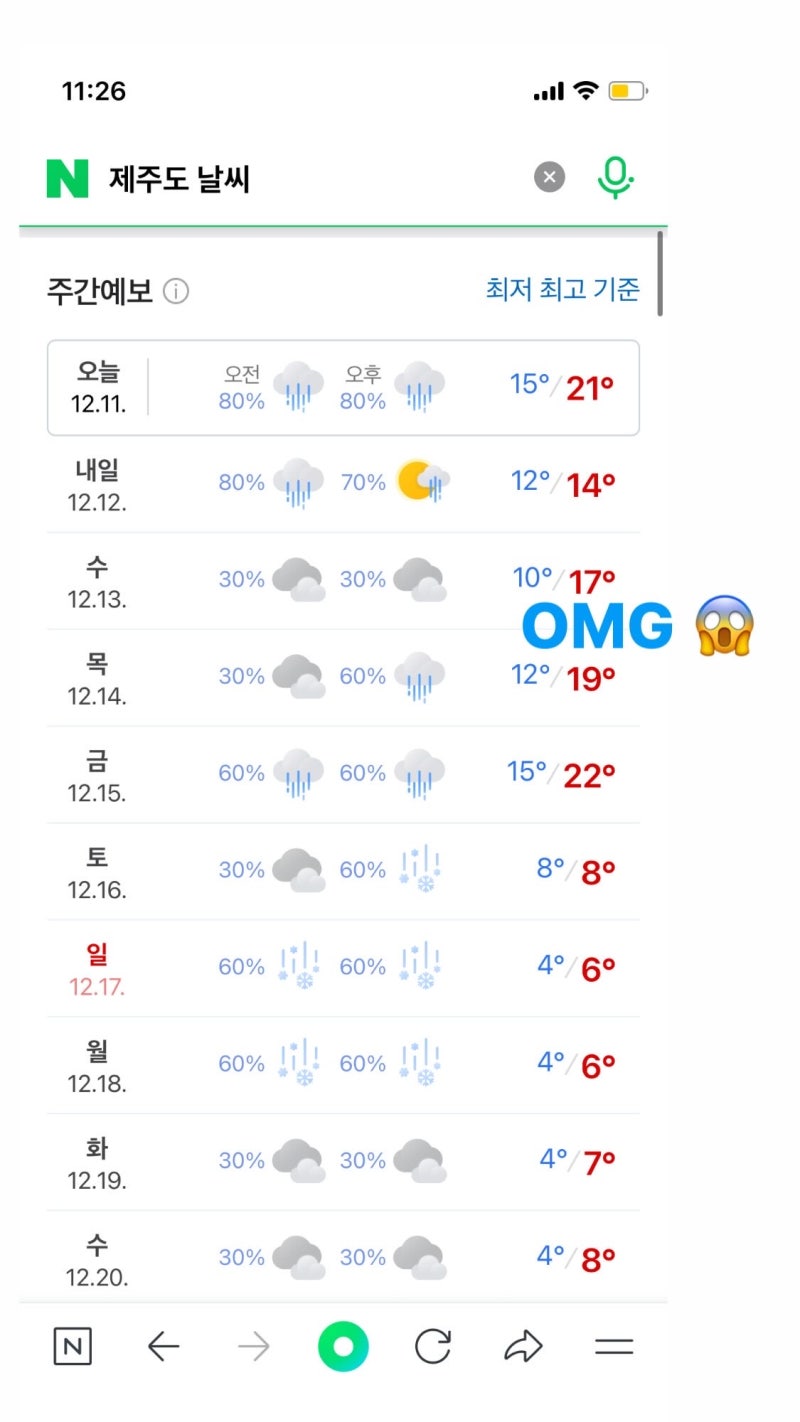 11:26
N 제주도 날씨
주간예보 최저 최고 기준
오늘 오전 오후
12.11. 80% 80% 15°/21°
내일
12.12. 80% 70% 12°/14°
수
12.13. 30% 30% 10°/17°
OMG 😱
목
12.14. 30% 60% 12°/19°
금
12.15. 60% 60% 15°/22°
토
12.16. 30% 60% 8°/8°
일
12.17. 60% 60% 4°/6°
월
12.18. 60% 60% 4°/6°
화
12.19. 30% 30% 4°/7°
수
12.20. 30% 30% 4°/8°
N